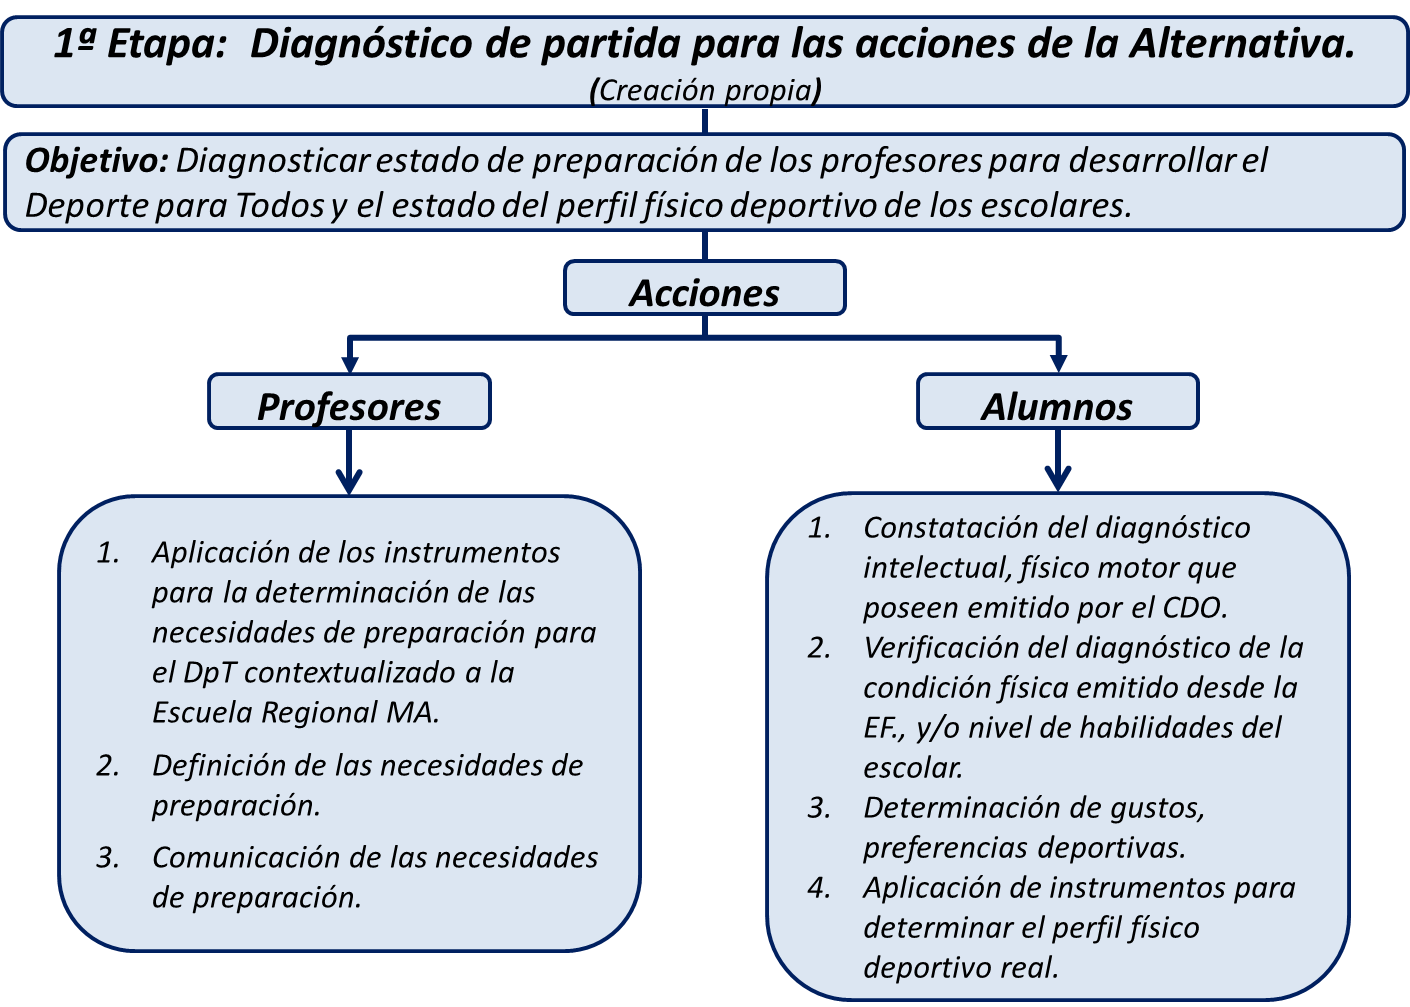 1ª Etapa: Diagnóstico de partida para las acciones de la Alternativa.
(Creación propia)
Objetivo: Diagnosticar estado de preparación de los profesores para desarrollar el
Deporte para Todos y el estado del perfil físico deportivo de los escolares.
Acciones
Profesores
Alumnos
1. Aplicación de los instrumentos
para la determinación de las
necesidades de preparación para
el DpT contextualizado a la
Escuela Regional MA.
2. Definición de las necesidades de
preparación.
3. Comunicación de las necesidades
de preparación.
1. Constatación del diagnóstico
intelectual, físico motor que
poseen emitido por el CDO.
2. Verificación del diagnóstico de la
condición física emitido desde la
EF., y/o nivel de habilidades del
escolar.
3. Determinación de gustos,
preferencias deportivas.
4. Aplicación de instrumentos para
determinar el perfil físico
deportivo real.